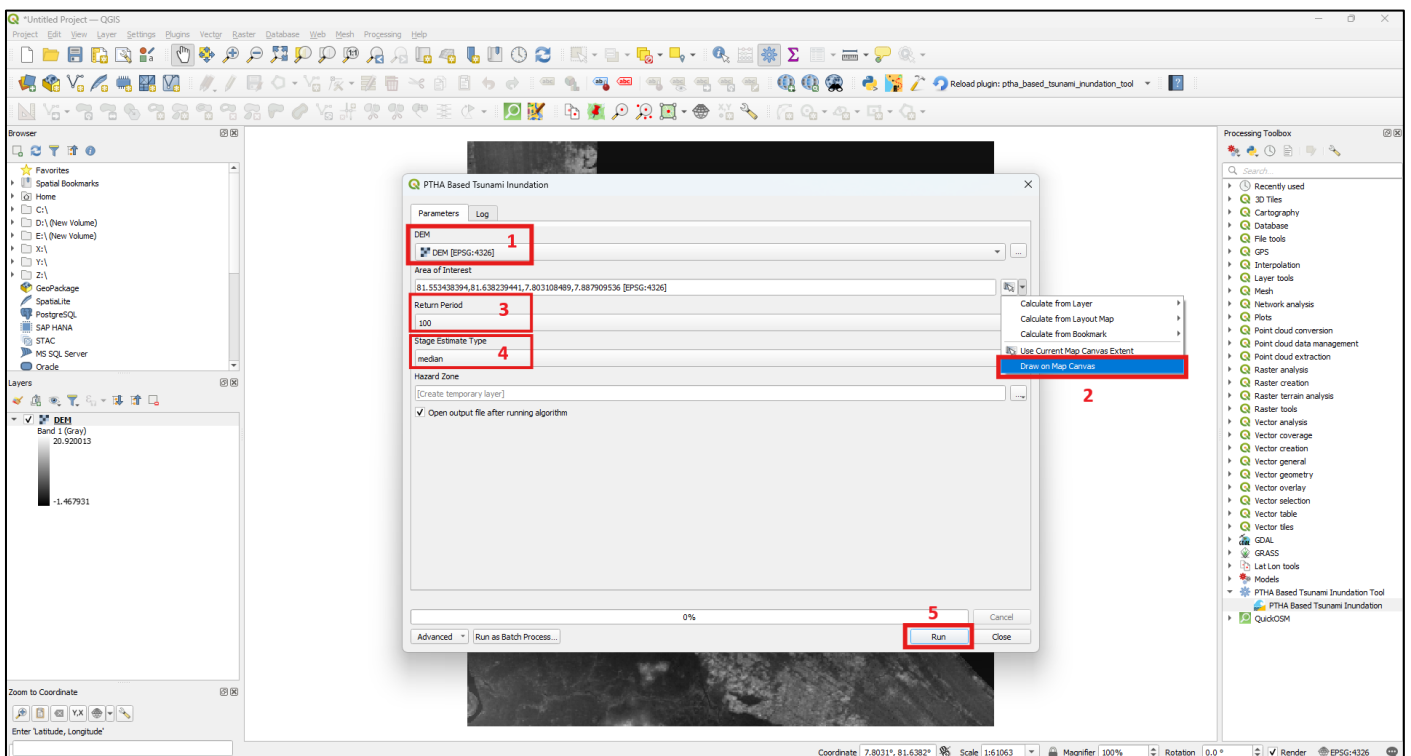 *Untitled Project — QGIS
Project Edit View Layer Settings Plugins Vector Raster Database Web Mesh Processing Help
Reload plugin: ptha_based_tsunami_inundation_tool
Browser
Favorites
Spatial Bookmarks
Home
C:\
D:\ (New Volume)
E:\ (New Volume)
X:\
Y:\
Z:\
GeoPackage
SpatiaLite
PostgreSQL
SAP HANA
STAC
MS SQL Server
Oracle
Layers
DEM
Band 1 (Gray)
20.920013
-1.467931
Zoom to Coordinate
Y,X
Enter 'Latitude, Longitude'
PTHA Based Tsunami Inundation
Parameters Log
DEM
1
DEM [EPSG:4326]
...
Area of Interest
81.553438394,81.638239441,7.803108489,7.887909536 [EPSG:4326]
Return Period
3
100
Stage Estimate Type
4
median
Hazard Zone
[Create temporary layer]
...
Open output file after running algorithm
Calculate from Layer
Calculate from Layout Map
Calculate from Bookmark
Use Current Map Canvas Extent
Draw on Map Canvas
2
0%
5
Cancel
Advanced Run as Batch Process... Run Close
Processing Toolbox
Search...
Recently used
3D Tiles
Cartography
Database
File tools
GPS
Interpolation
Layer tools
Mesh
Network analysis
Plots
Point cloud conversion
Point cloud data management
Point cloud extraction
Raster analysis
Raster creation
Raster terrain analysis
Raster tools
Vector analysis
Vector coverage
Vector creation
Vector general
Vector geometry
Vector overlay
Vector selection
Vector table
Vector tiles
GDAL
GRASS
Lat Lon tools
Models
PTHA Based Tsunami Inundation Tool
PTHA Based Tsunami Inundation
QuickOSM
Coordinate 7.8031°, 81.6382° Scale 1:61063 Magnifier 100% Rotation 0.0 ° Render EPSG:4326